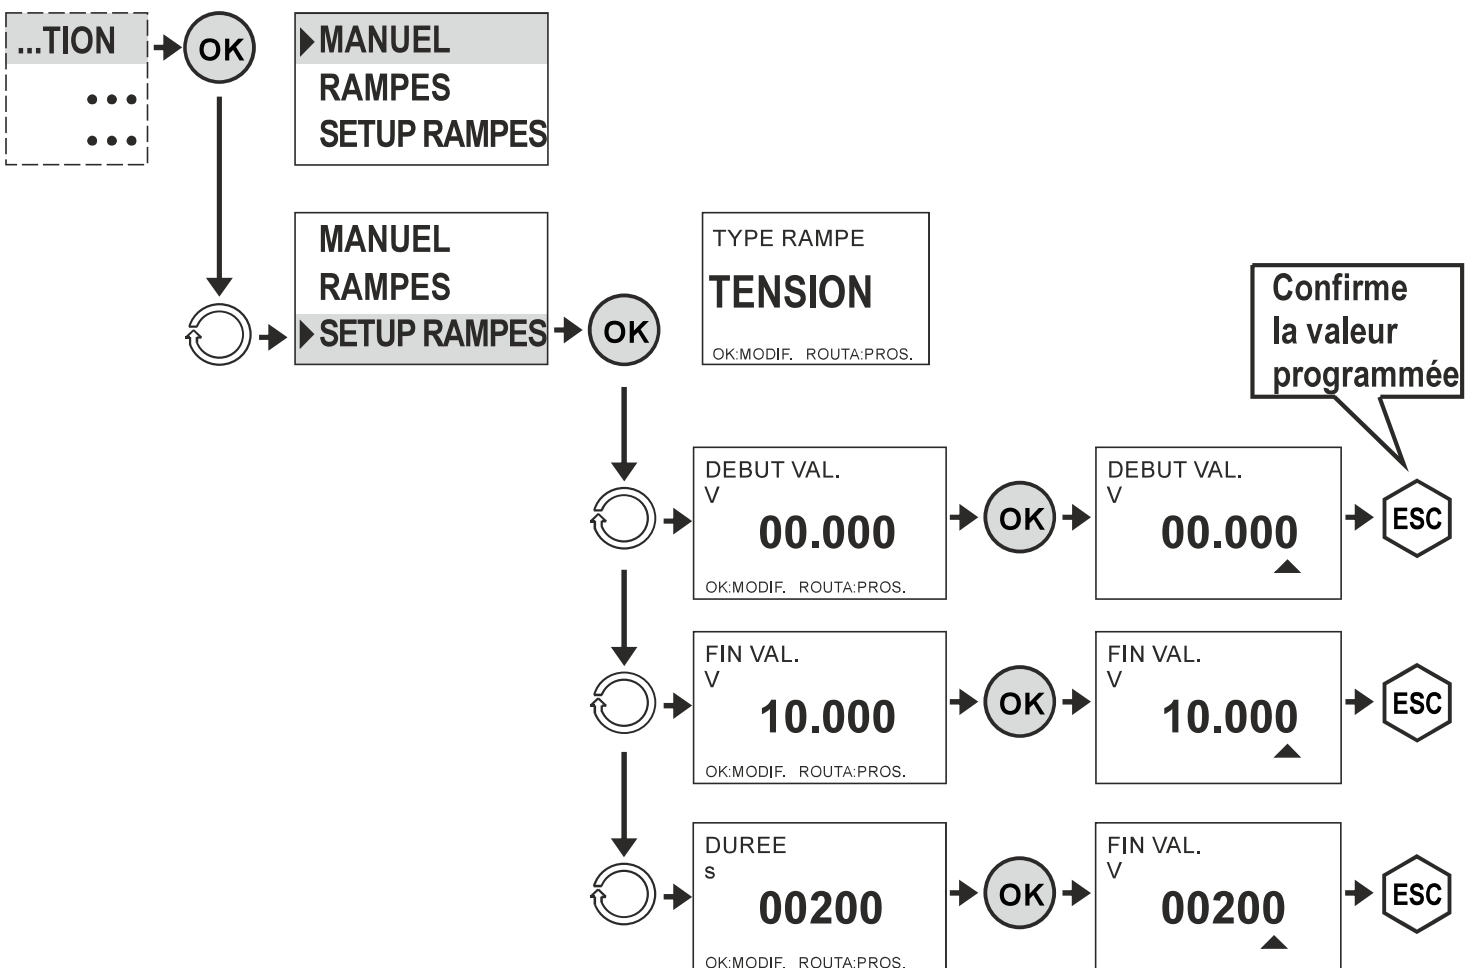 ...TION
...
...
OK
MANUEL
RAMPES
SETUP RAMPES
MANUEL
RAMPES
SETUP RAMPES
OK
TYPE RAMPE
TENSION
OK:MODIF. ROUTA:PROS.
Confirme
la valeur
programmée
DEBUT VAL.
V
00.000
OK:MODIF. ROUTA:PROS.
OK
DEBUT VAL.
V
00.000
ESC
FIN VAL.
V
10.000
OK:MODIF. ROUTA:PROS.
OK
FIN VAL.
V
10.000
ESC
DUREE
s
00200
OK:MODIF. ROUTA:PROS.
OK
FIN VAL.
V
00200
ESC